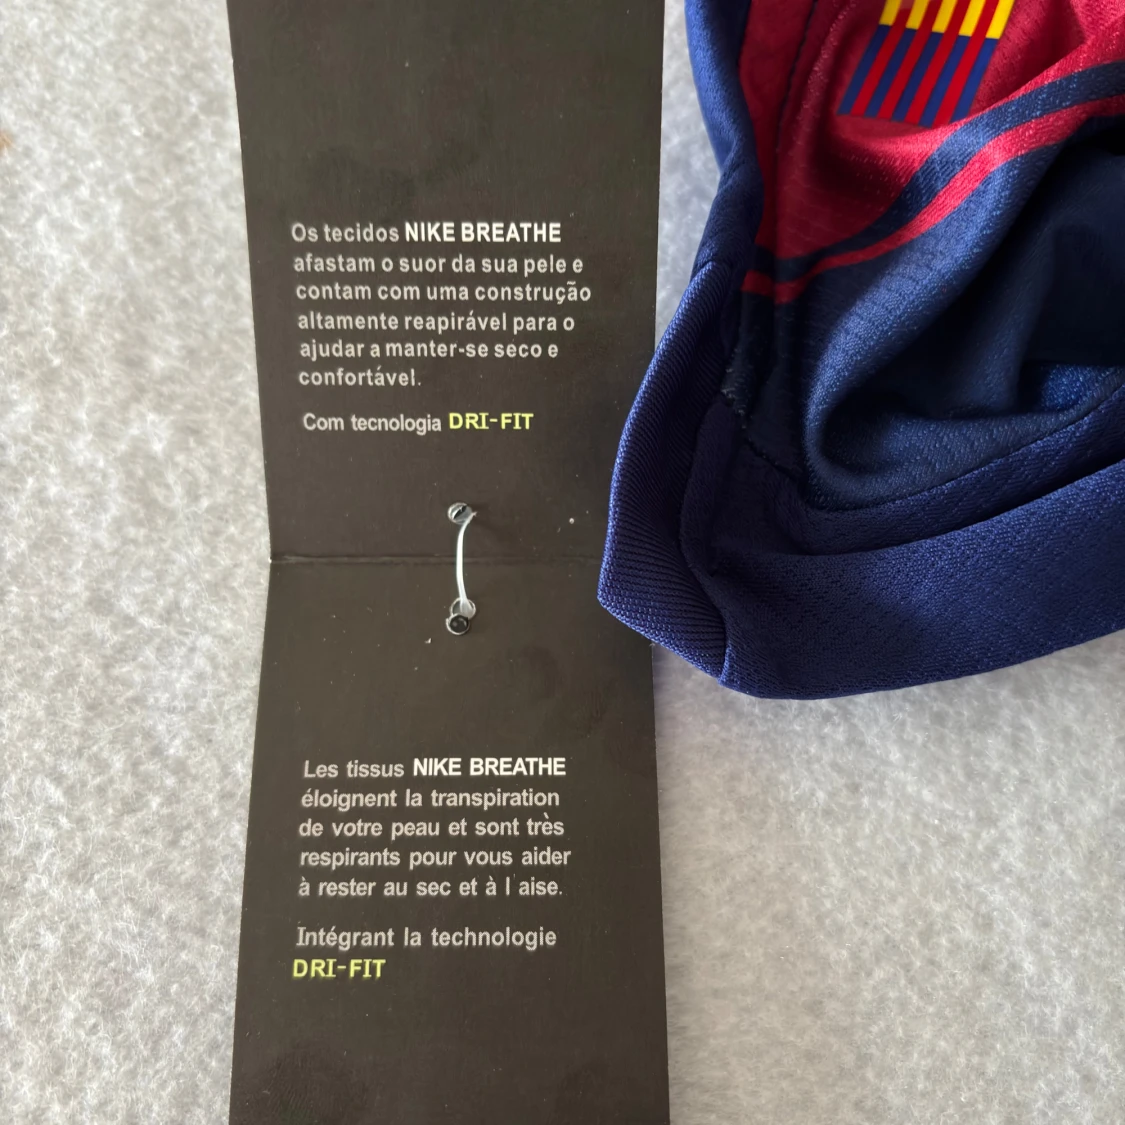 Os tecidos NIKE BREATHE
afastam o suor da sua pele e
contam com uma construção
altamente reapirável para o
ajudar a manter-se seco e
confortável.
Com tecnologia DRI-FIT
Les tissus NIKE BREATHE
éloignent la transpiration
de votre peau et sont très
respirants pour vous aider
à rester au sec et à l'aise.
Intégrant la technologie
DRI-FIT